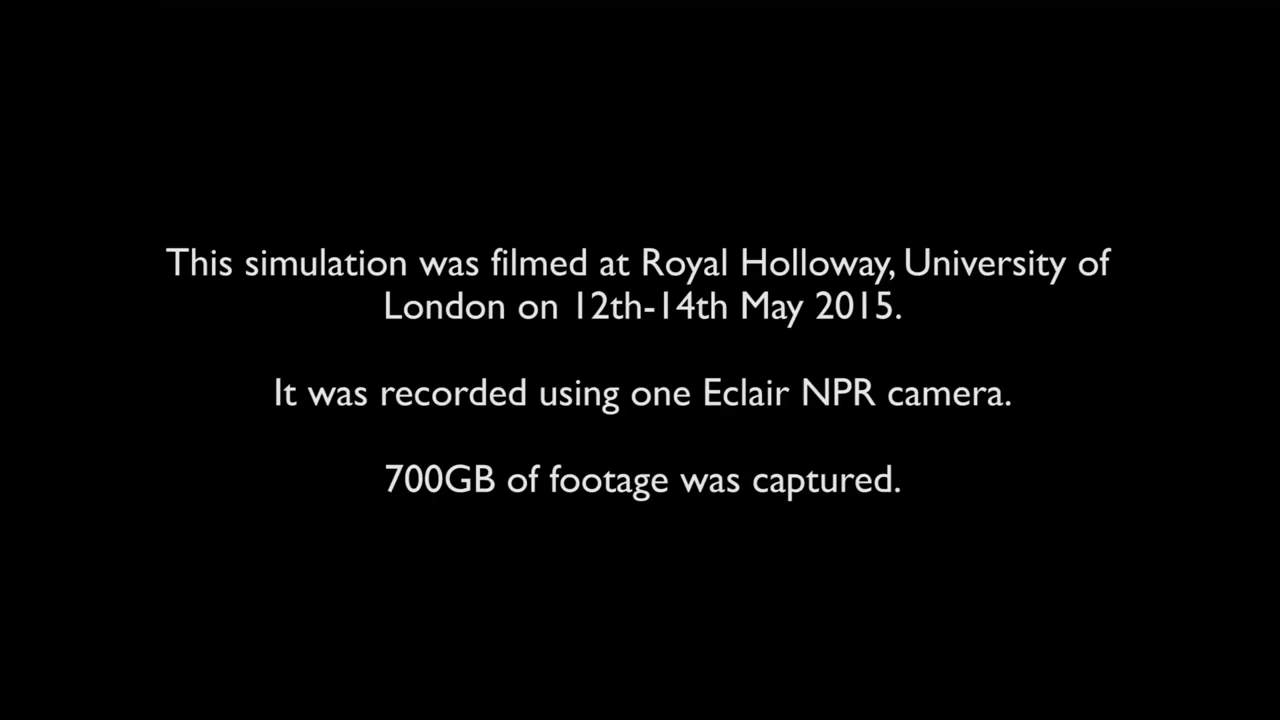 This simulation was filmed at Royal Holloway, University of
London on 12th-14th May 2015.
It was recorded using one Eclair NPR camera.
700GB of footage was captured.